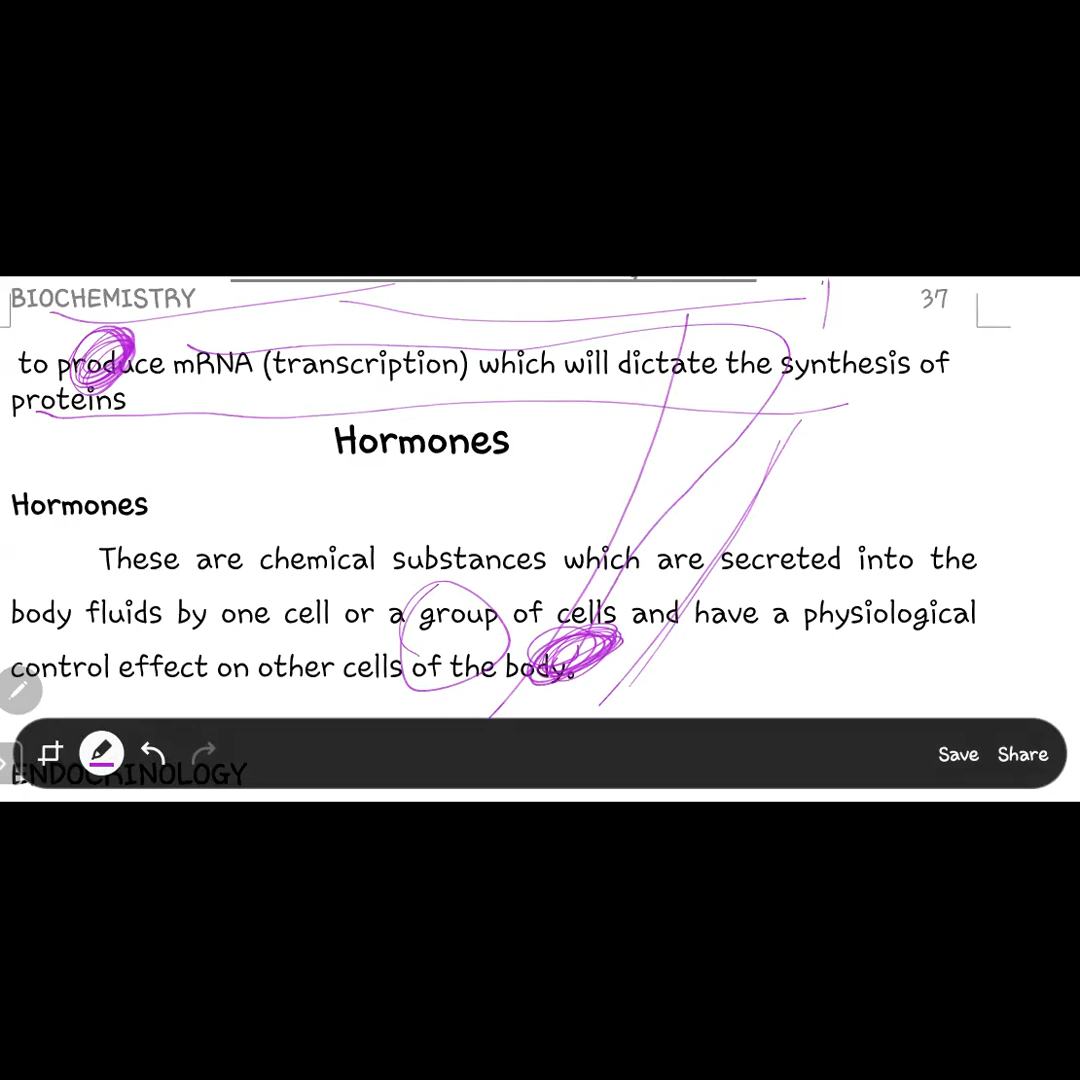 BIOCHEMISTRY 37
to produce mRNA (transcription) which will dictate the synthesis of
proteins
Hormones
Hormones
These are chemical substances which are secreted into the
body fluids by one cell or a group of cells and have a physiological
control effect on other cells of the body.
Save Share
ENDOCRINOLOGY